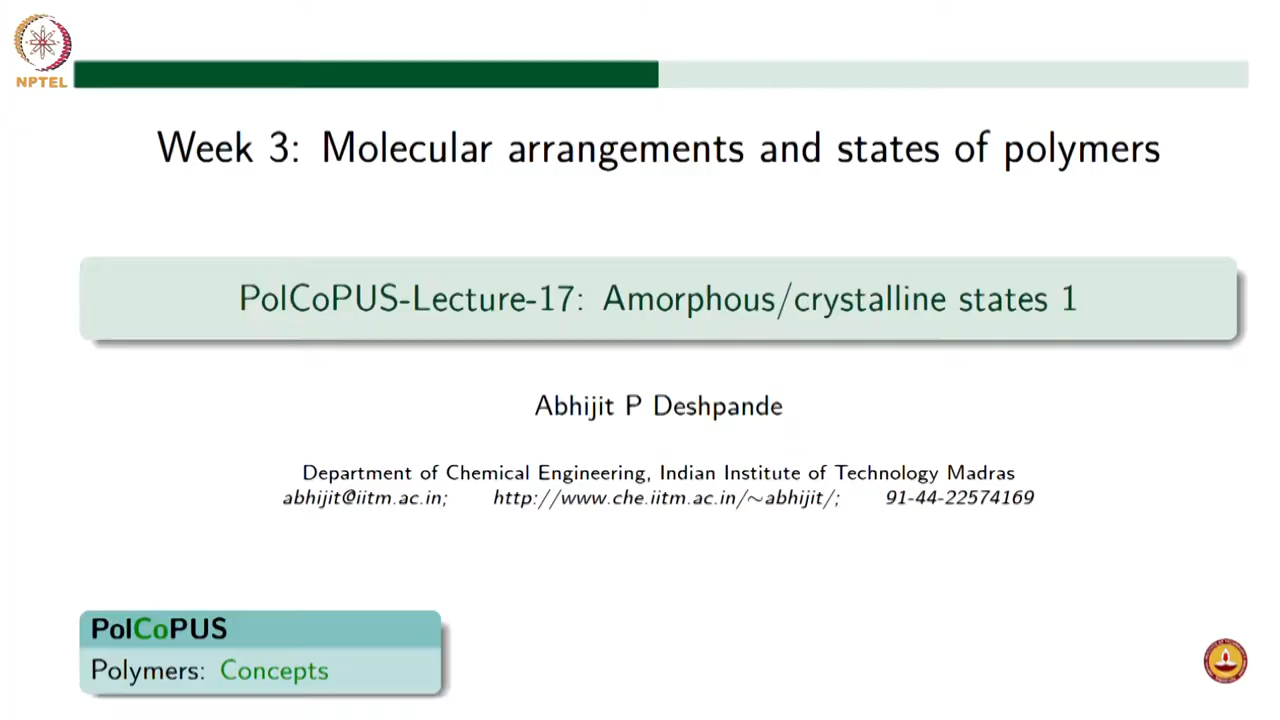 NPTEL
Week 3: Molecular arrangements and states of polymers
PolCoPUS-Lecture-17: Amorphous/crystalline states 1
Abhijit P Deshpande
Department of Chemical Engineering, Indian Institute of Technology Madras
abhijit@iitm.ac.in; http://www.che.iitm.ac.in/~abhijit/; 91-44-22574169
PolCoPUS
Polymers: Concepts